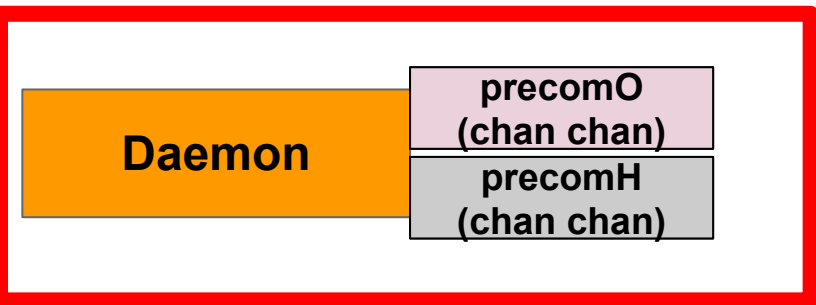 Daemon
precomO
(chan chan)
precomH
(chan chan)